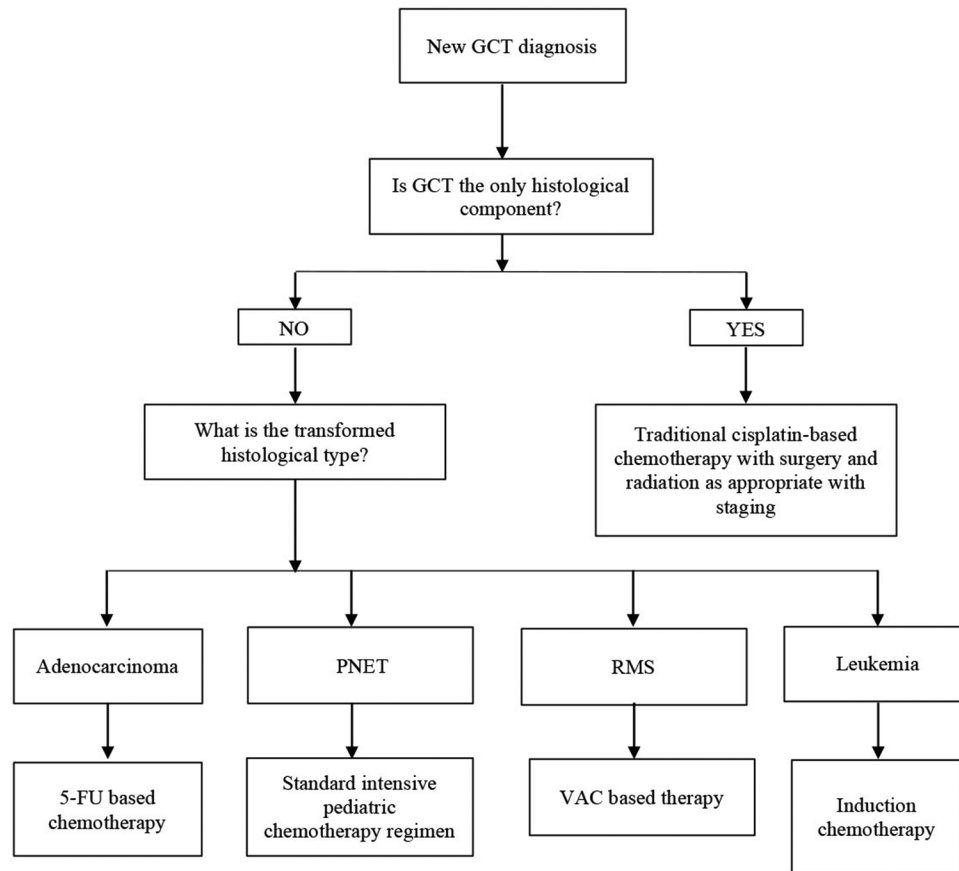 New GCT diagnosis
Is GCT the only histological
component?
NO
YES
What is the transformed
histological type?
Traditional cisplatin-based
chemotherapy with surgery and
radiation as appropriate with
staging
Adenocarcinoma
PNET
RMS
Leukemia
5-FU based
chemotherapy
Standard intensive
pediatric
chemotherapy regimen
VAC based therapy
Induction
chemotherapy